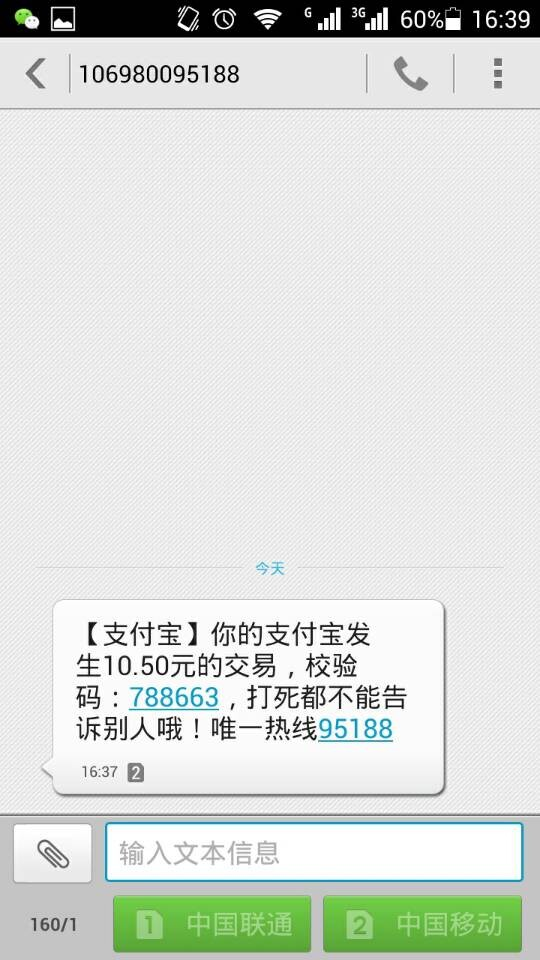 G 3G 60% 16:39
106980095188
今天
【支付宝】你的支付宝发
生10.50元的交易，校验
码：788663，打死都不能告
诉别人哦！唯一热线95188
16:37 2
输入文本信息
160/1 1 中国联通 2 中国移动